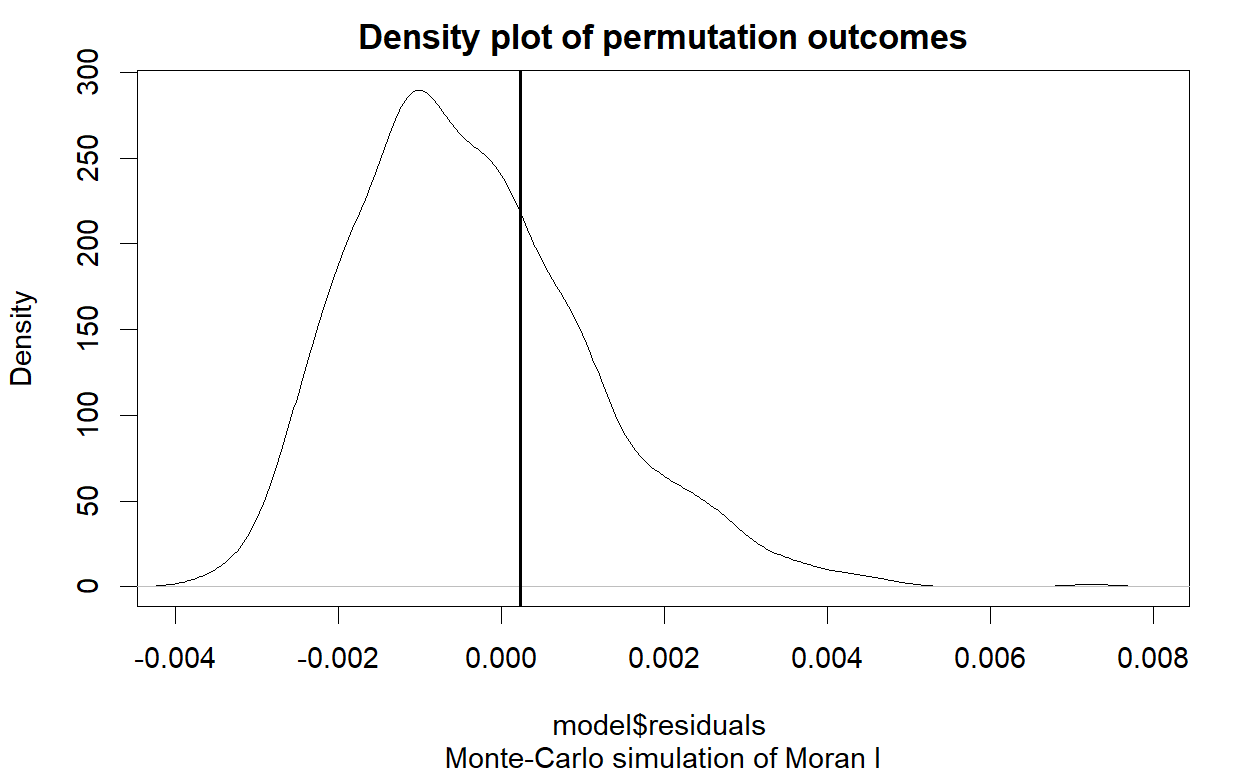 Density plot of permutation outcomes
300
250
200
150
100
50
0
Density
-0.004 -0.002 0.000 0.002 0.004 0.006 0.008
model$residuals
Monte-Carlo simulation of Moran I